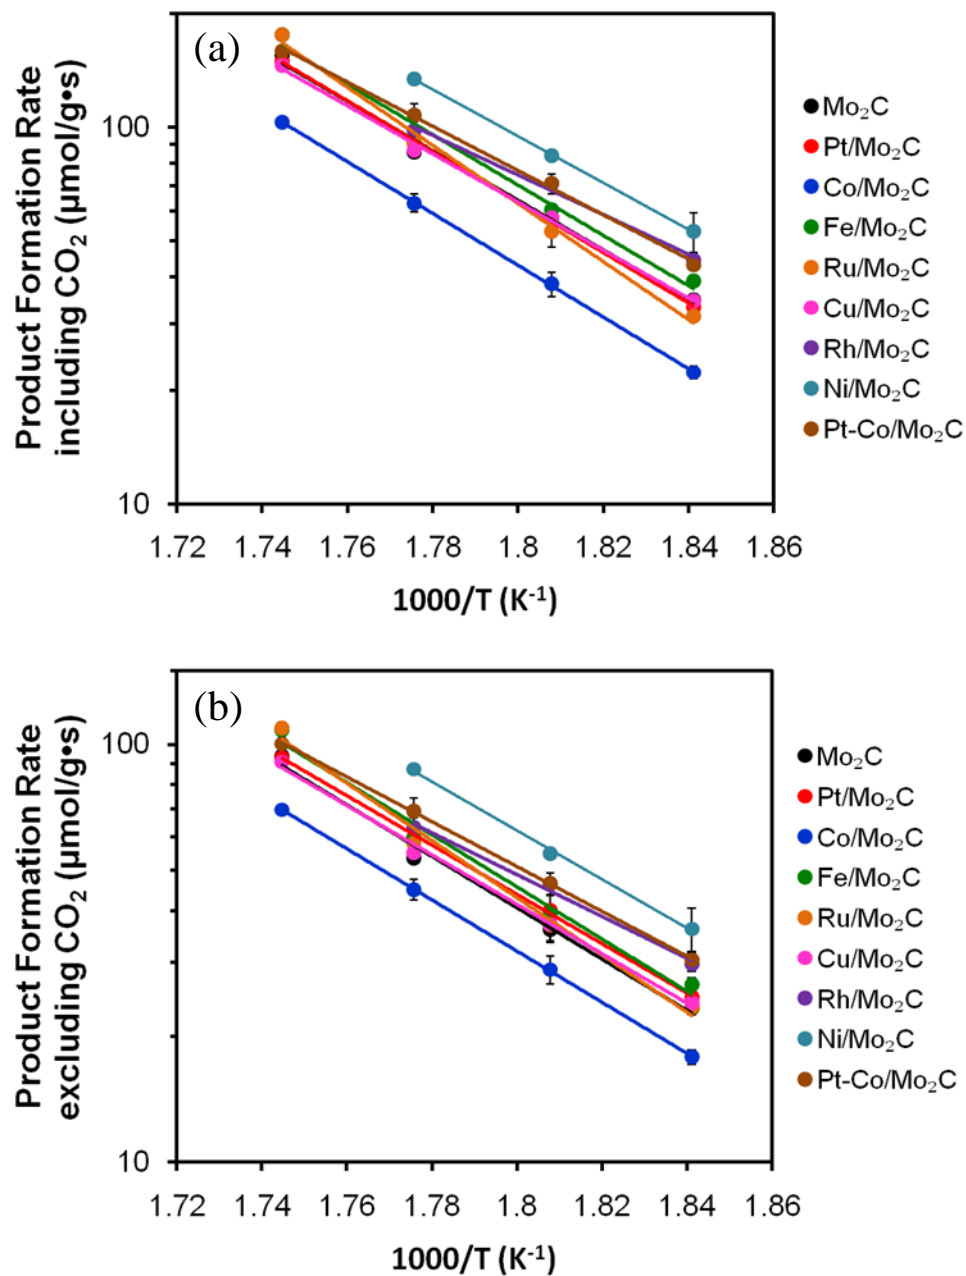 (a)
Product Formation Rate
including CO₂ (µmol/g•s)
100
10
1.72 1.74 1.76 1.78 1.8 1.82 1.84 1.86
1000/T (K⁻¹)
Mo₂C
Pt/Mo₂C
Co/Mo₂C
Fe/Mo₂C
Ru/Mo₂C
Cu/Mo₂C
Rh/Mo₂C
Ni/Mo₂C
Pt-Co/Mo₂C
(b)
Product Formation Rate
excluding CO₂ (µmol/g•s)
100
10
1.72 1.74 1.76 1.78 1.8 1.82 1.84 1.86
1000/T (K⁻¹)
Mo₂C
Pt/Mo₂C
Co/Mo₂C
Fe/Mo₂C
Ru/Mo₂C
Cu/Mo₂C
Rh/Mo₂C
Ni/Mo₂C
Pt-Co/Mo₂C